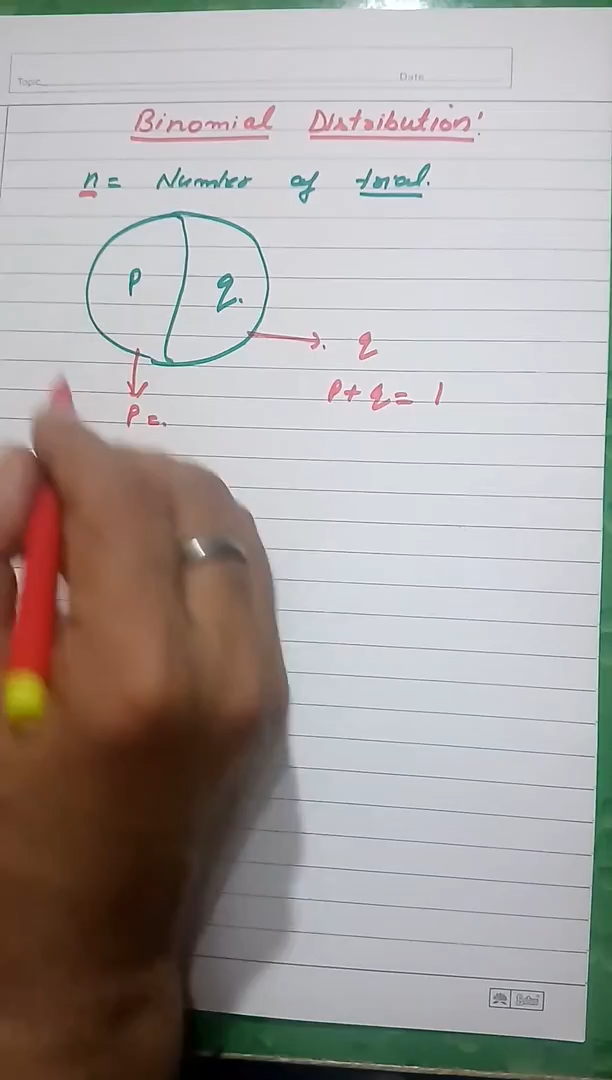 Topic
Date
Binomial Distribution:
n = Number of trial.
p q.
q
p + q = 1
p =.